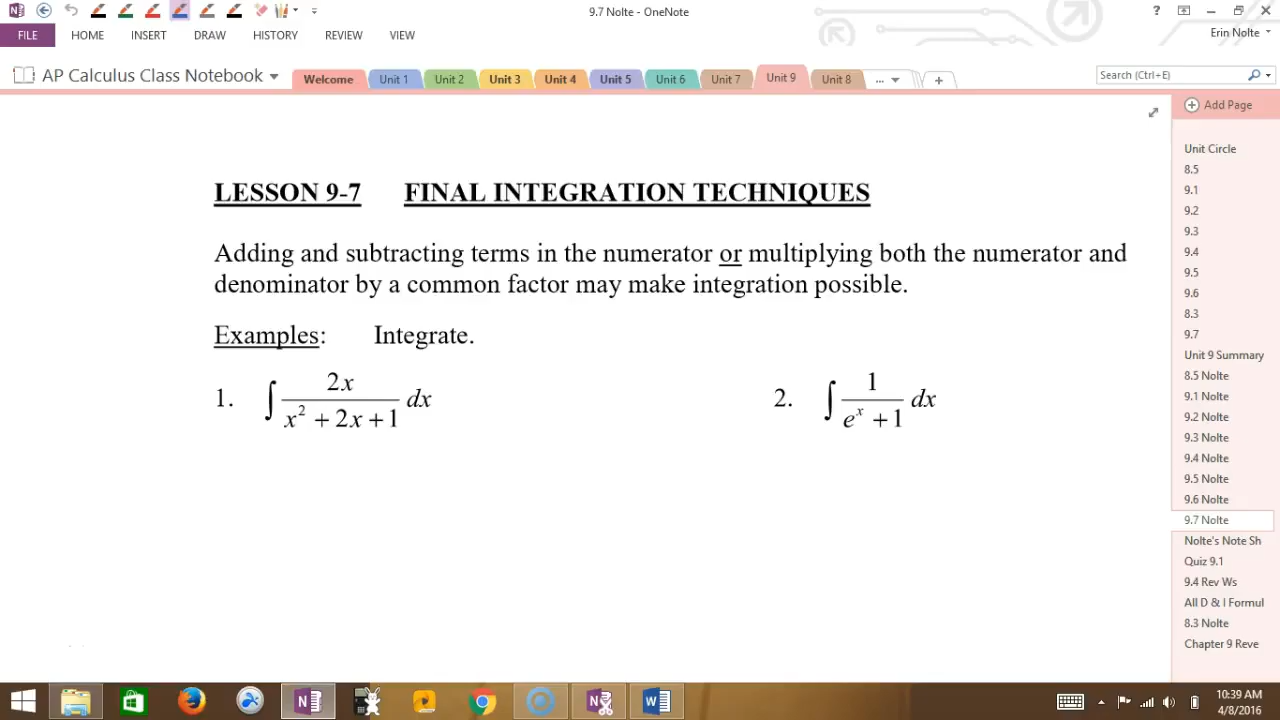 9.7 Nolte - OneNote
?
FILE HOME INSERT DRAW HISTORY REVIEW VIEW
Erin Nolte
AP Calculus Class Notebook
Welcome Unit 1 Unit 2 Unit 3 Unit 4 Unit 5 Unit 6 Unit 7 Unit 9 Unit 8 ... +
Search (Ctrl+E)
Add Page
LESSON 9-7 FINAL INTEGRATION TECHNIQUES
Adding and subtracting terms in the numerator or multiplying both the numerator and
denominator by a common factor may make integration possible.
Examples: Integrate.
1. ∫ 2x / (x² + 2x + 1) dx
2. ∫ 1 / (eˣ + 1) dx
Unit Circle
8.5
9.1
9.2
9.3
9.4
9.5
9.6
8.3
9.7
Unit 9 Summary
8.5 Nolte
9.1 Nolte
9.2 Nolte
9.3 Nolte
9.4 Nolte
9.5 Nolte
9.6 Nolte
9.7 Nolte
Nolte's Note Sh
Quiz 9.1
9.4 Rev Ws
All D & I Formul
8.3 Nolte
Chapter 9 Reve
10:39 AM
4/8/2016